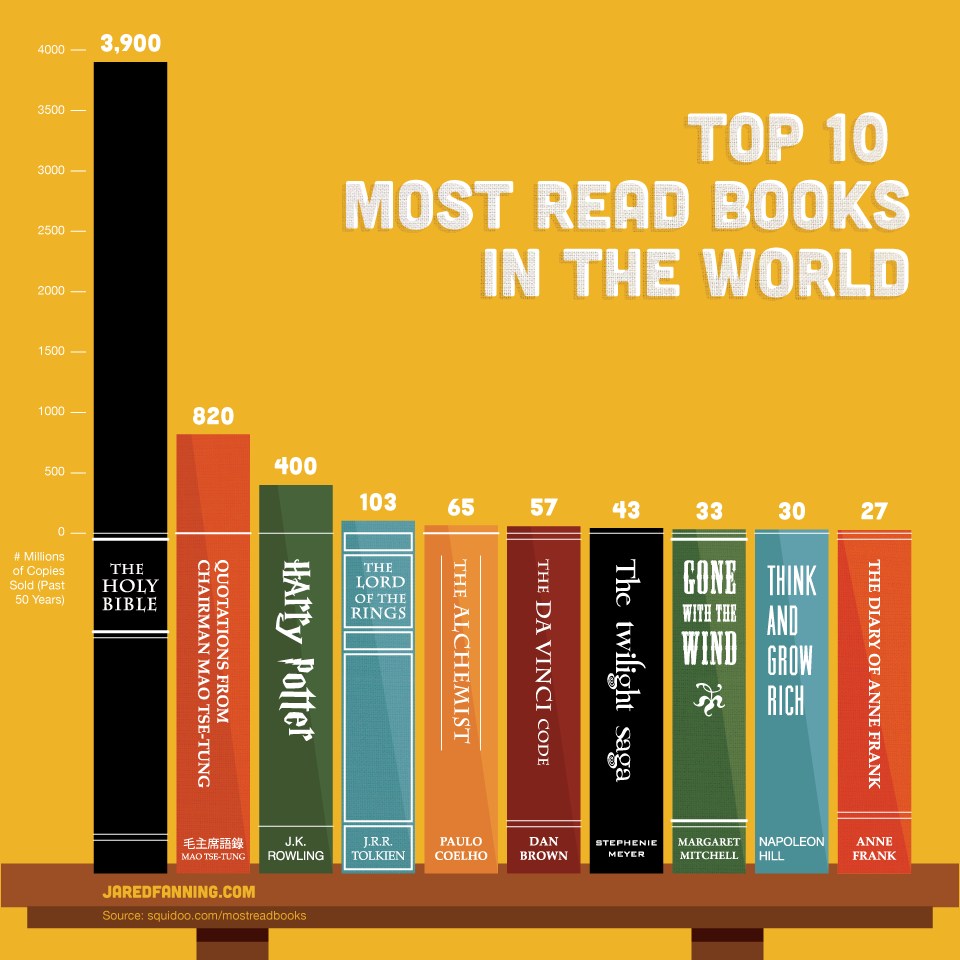 TOP 10
MOST READ BOOKS
IN THE WORLD
4000
3500
3000
2500
2000
1500
1000
500
0
# Millions
of Copies
Sold (Past
50 Years)
3,900
THE
HOLY
BIBLE
820
QUOTATIONS FROM
CHAIRMAN MAO TSE-TUNG
毛主席語錄
MAO TSE-TUNG
400
Harry Potter
J.K.
ROWLING
103
THE
LORD
OF THE
RINGS
J.R.R.
TOLKIEN
65
THE ALCHEMIST
PAULO
COELHO
57
THE DA VINCI CODE
DAN
BROWN
43
The twilight saga
STEPHENIE
MEYER
33
GONE
WITH THE
WIND
MARGARET
MITCHELL
30
THINK
AND
GROW
RICH
NAPOLEON
HILL
27
THE DIARY OF ANNE FRANK
ANNE
FRANK
JAREDFANNING.COM
Source: squidoo.com/mostreadbooks